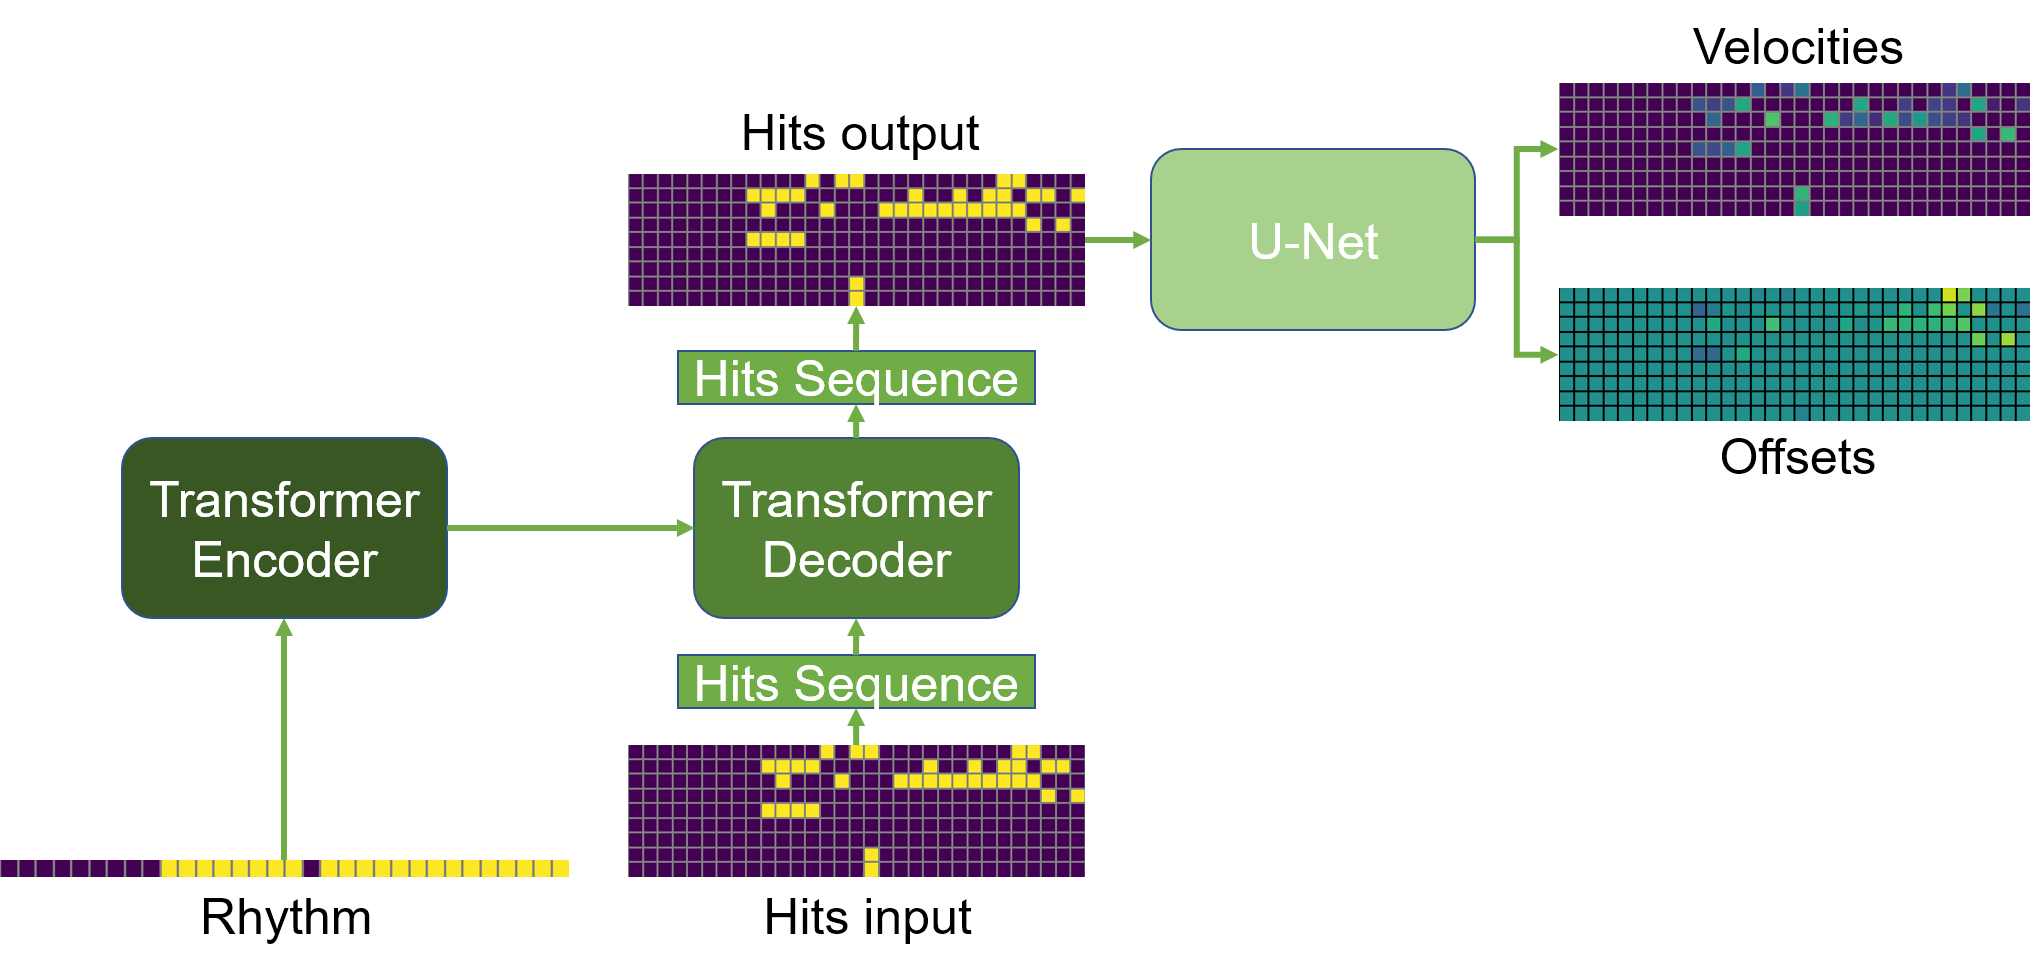 Velocities
Hits output
U-Net
Hits Sequence
Offsets
Transformer
Encoder
Transformer
Decoder
Hits Sequence
Rhythm
Hits input